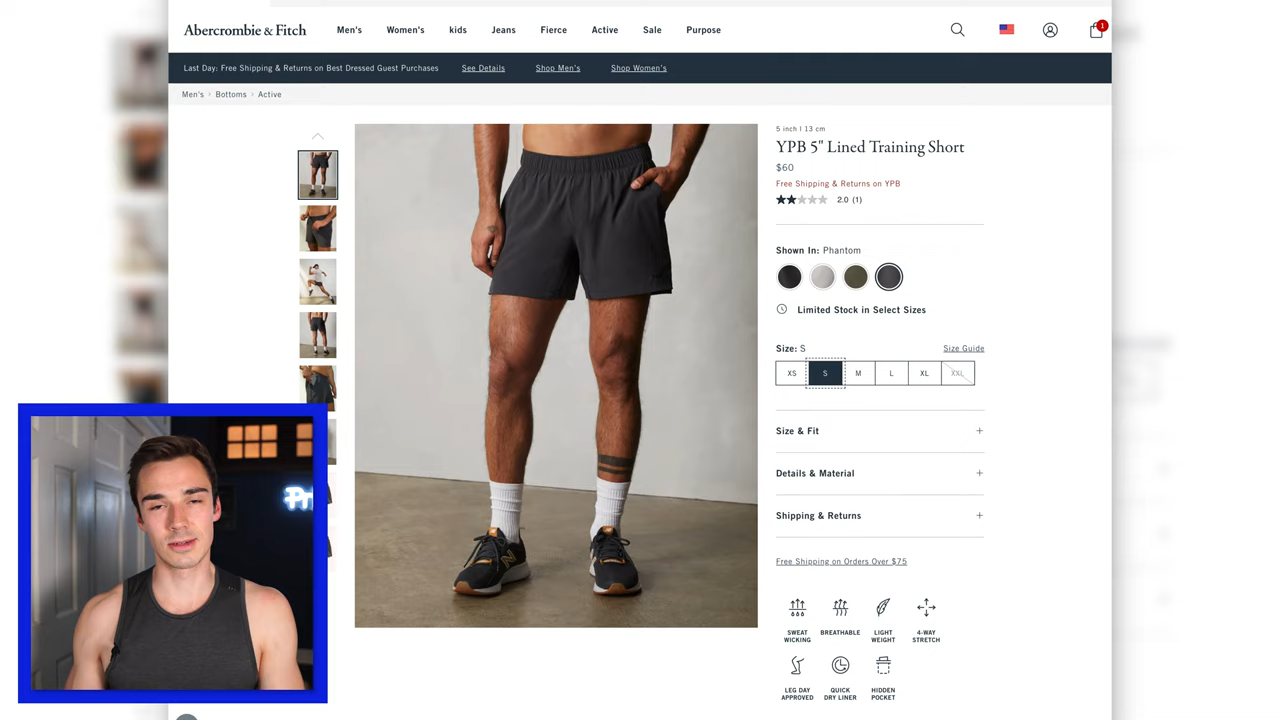 Abercrombie & Fitch
Men's
Women's
kids
Jeans
Fierce
Active
Sale
Purpose
1
Last Day: Free Shipping & Returns on Best Dressed Guest Purchases
See Details
Shop Men's
Shop Women's
Men's › Bottoms › Active
5 inch | 13 cm
YPB 5" Lined Training Short
$60
Free Shipping & Returns on YPB
2.0 (1)
Shown In: Phantom
Limited Stock in Select Sizes
Size: S
Size Guide
XS
S
M
L
XL
XXL
Size & Fit +
Details & Material +
Shipping & Returns +
Free Shipping on Orders Over $75
SWEAT
WICKING
BREATHABLE
LIGHT
WEIGHT
4-WAY
STRETCH
LEG DAY
APPROVED
QUICK
DRY LINER
HIDDEN
POCKET